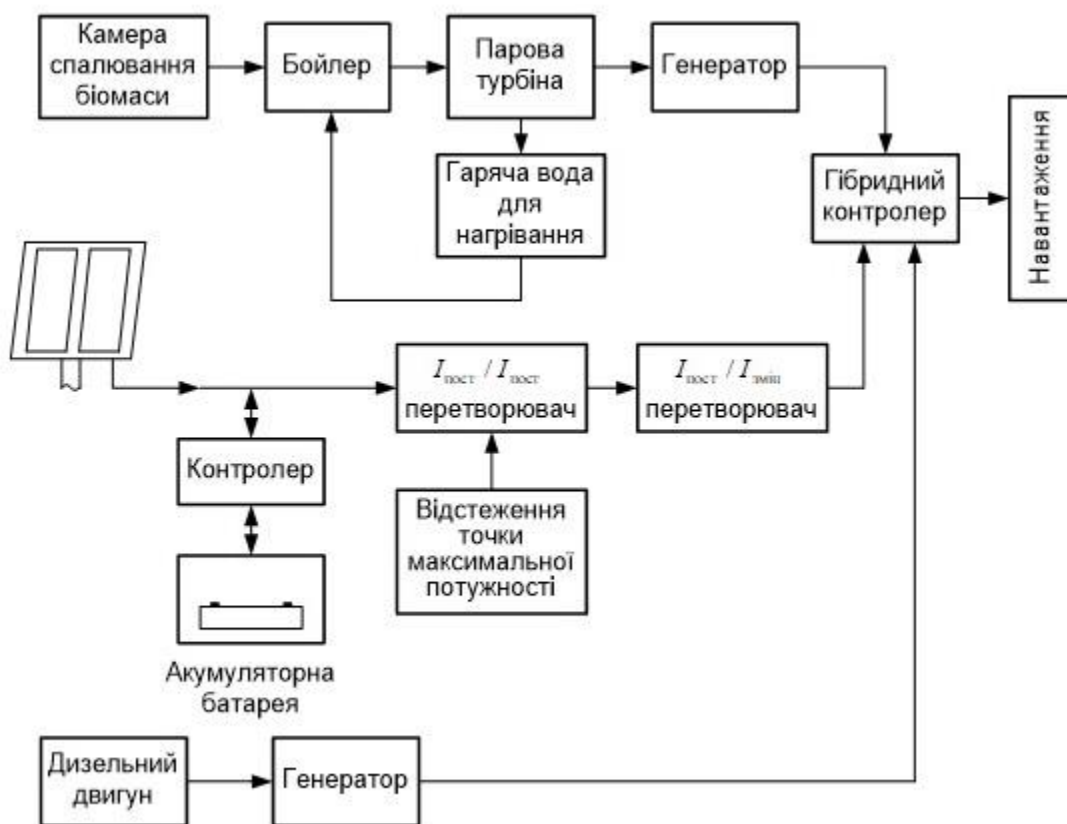 Камера
спалювання
біомаси
Бойлер
Парова
турбіна
Генератор
Гаряча вода
для
нагрівання
Гібридний
контролер
Навантаження
Iпост / Iпост
перетворювач
Iпост / Iзмін
перетворювач
Контролер
Відстеження
точки
максимальної
потужності
Акумуляторна
батарея
Дизельний
двигун
Генератор